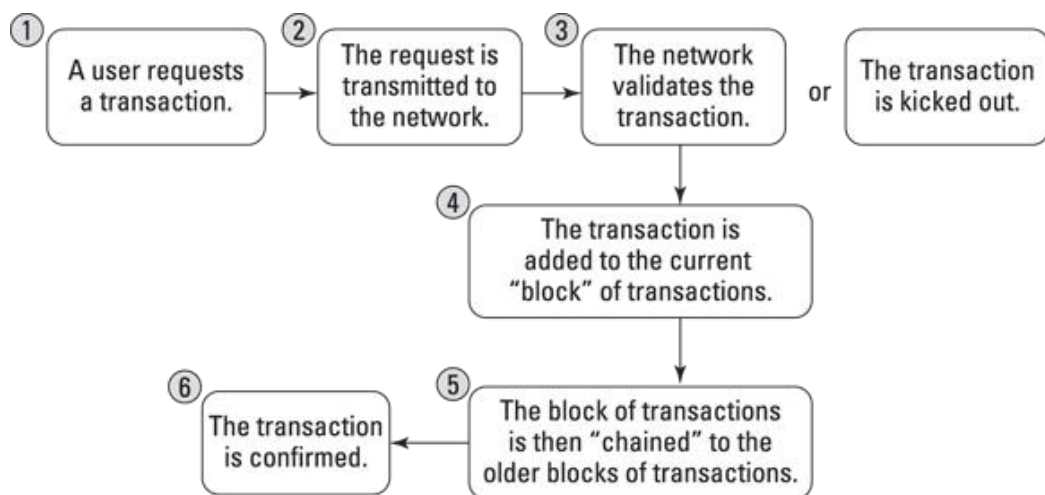 1
A user requests
a transaction.
2
The request is
transmitted to
the network.
3
The network
validates the
transaction.
or
The transaction
is kicked out.
4
The transaction is
added to the current
“block” of transactions.
5
The block of transactions
is then “chained” to the
older blocks of transactions.
6
The transaction
is confirmed.